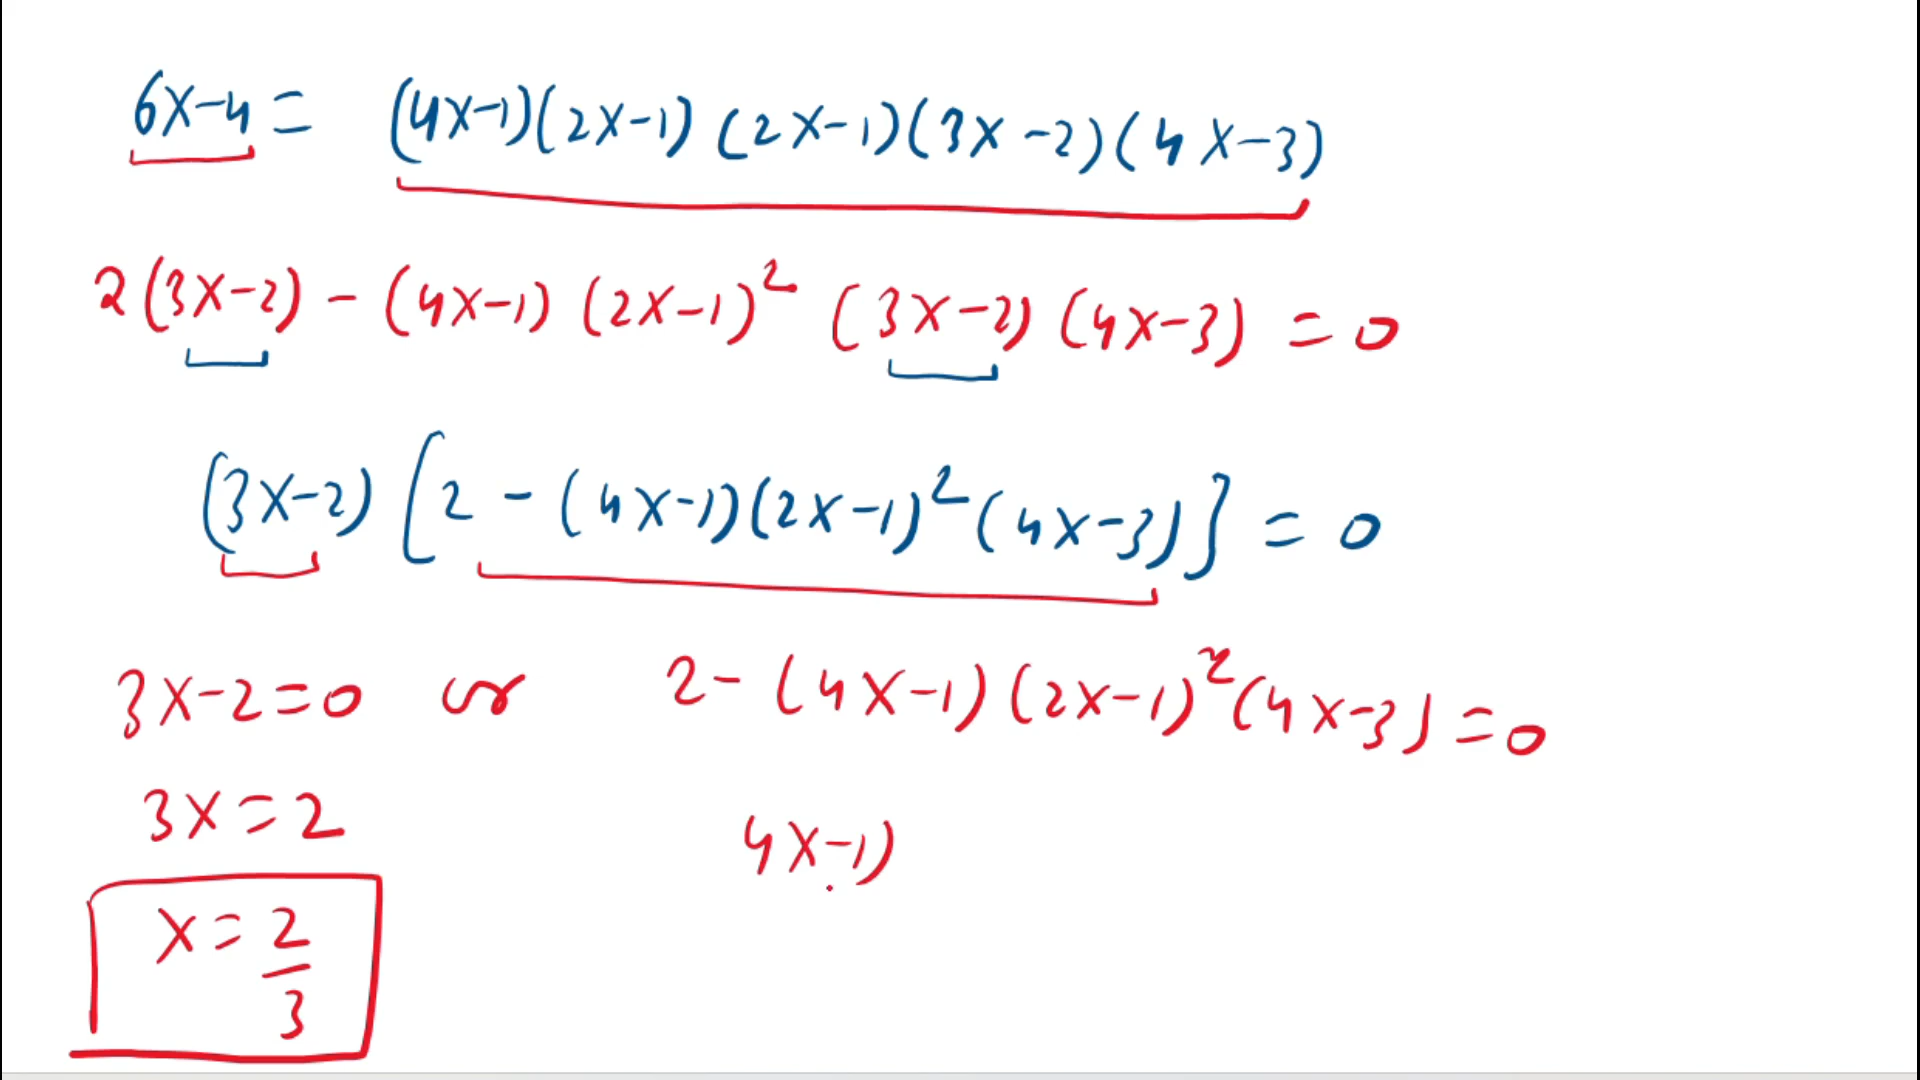 6x-4 = (4x-1)(2x-1)(2x-1)(3x-2)(4x-3)
2(3x-2) - (4x-1)(2x-1)² (3x-2)(4x-3) = 0
(3x-2)[2 - (4x-1)(2x-1)²(4x-3)] = 0
3x-2=0 or 2-(4x-1)(2x-1)²(4x-3)=0
3x=2
4x-1)
x=2/3